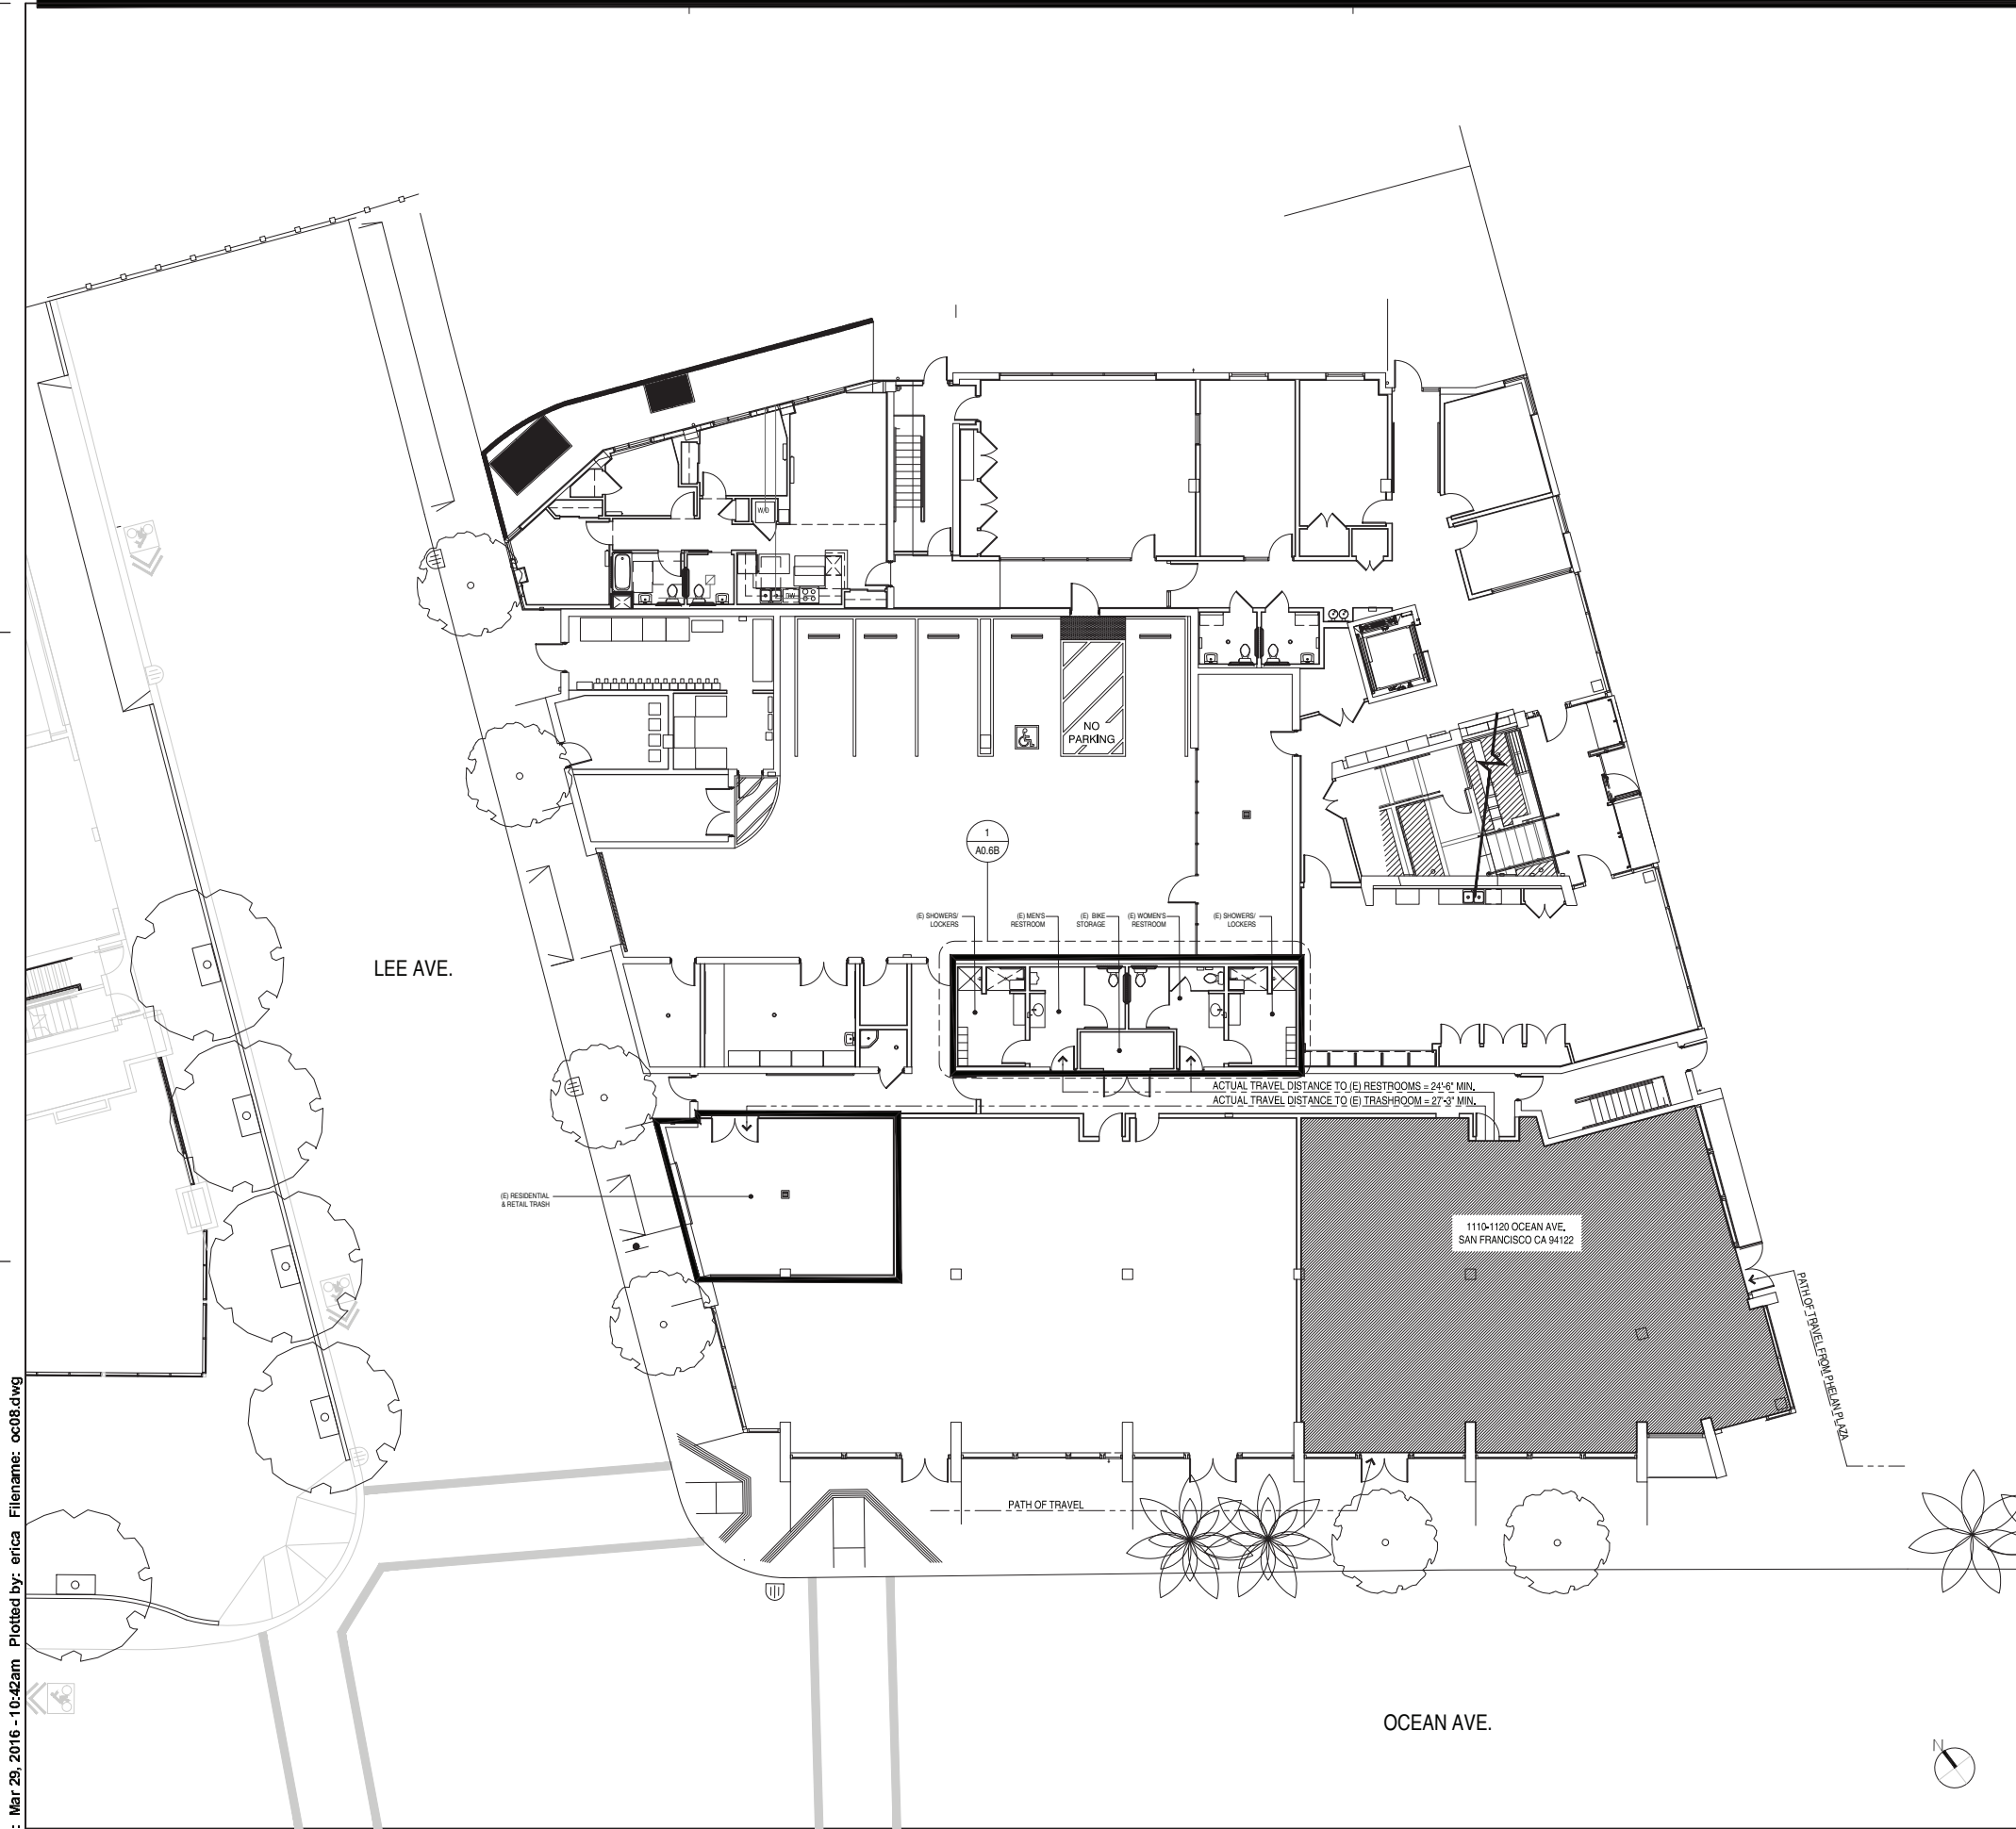 W/D
DW
NO
PARKING
1
A0.6B
(E) SHOWERS/
LOCKERS
(E) MEN'S
RESTROOM
(E) BIKE
STORAGE
(E) WOMEN'S
RESTROOM
(E) SHOWERS/
LOCKERS
LEE AVE.
ACTUAL TRAVEL DISTANCE TO (E) RESTROOMS = 24'-6" MIN.
ACTUAL TRAVEL DISTANCE TO (E) TRASHROOM = 27'-3" MIN.
(E) RESIDENTIAL
& RETAIL TRASH
1110-1120 OCEAN AVE.
SAN FRANCISCO CA 94122
PATH OF TRAVEL FROM PHELAN PLAZA
PATH OF TRAVEL
OCEAN AVE.
N
: Mar 29, 2016 - 10:42am Plotted by: erica Filename: oc08.dwg